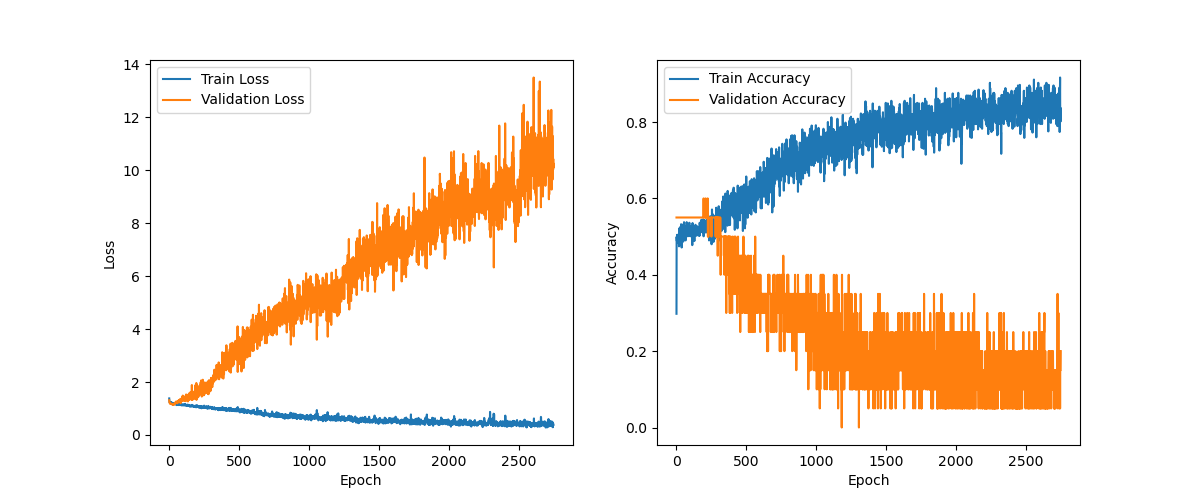 Train Loss
Validation Loss
14
12
10
8
6
4
2
0
0 500 1000 1500 2000 2500
Epoch
Loss
Train Accuracy
Validation Accuracy
0.8
0.6
0.4
0.2
0.0
0 500 1000 1500 2000 2500
Epoch
Accuracy